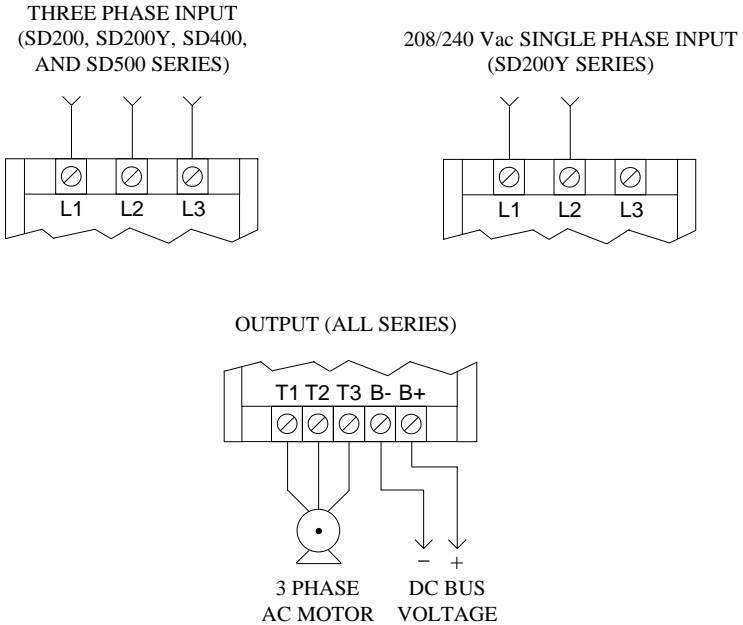 THREE PHASE INPUT
(SD200, SD200Y, SD400,
AND SD500 SERIES)
208/240 Vac SINGLE PHASE INPUT
(SD200Y SERIES)
L1 L2 L3
L1 L2 L3
OUTPUT (ALL SERIES)
T1 T2 T3 B- B+
− +
3 PHASE
AC MOTOR
DC BUS
VOLTAGE